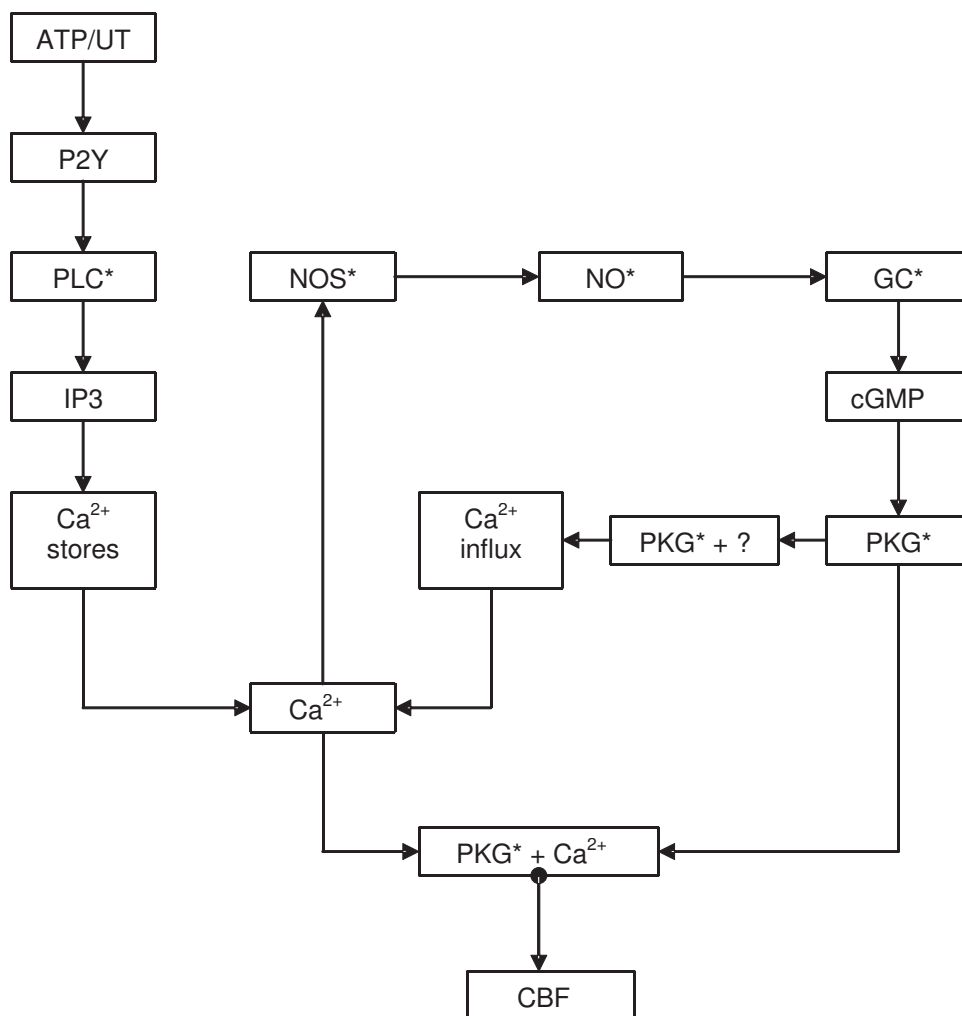 ATP/UT
P2Y
PLC*
NOS*
NO*
GC*
IP3
cGMP
Ca²⁺
stores
Ca²⁺
influx
PKG* + ?
PKG*
Ca²⁺
PKG* + Ca²⁺
CBF